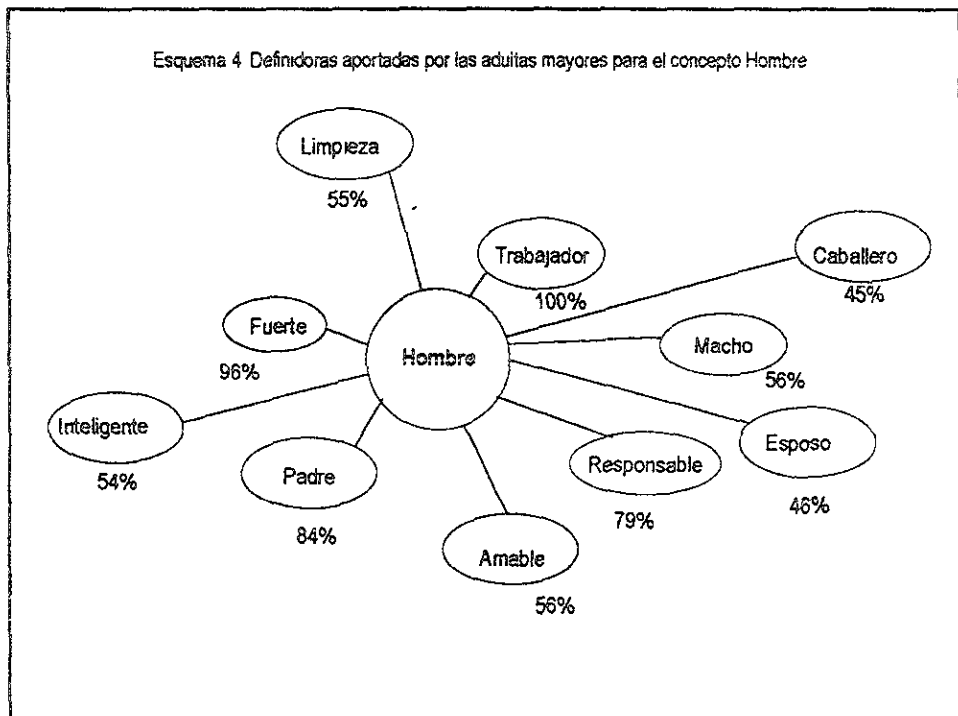 Esquema 4 Definidoras aportadas por las adultas mayores para el concepto Hombre
Limpieza
55%
Trabajador
100%
Caballero
45%
Fuerte
96%
Hombre
Macho
56%
Inteligente
54%
Padre
84%
Amable
56%
Responsable
79%
Esposo
46%